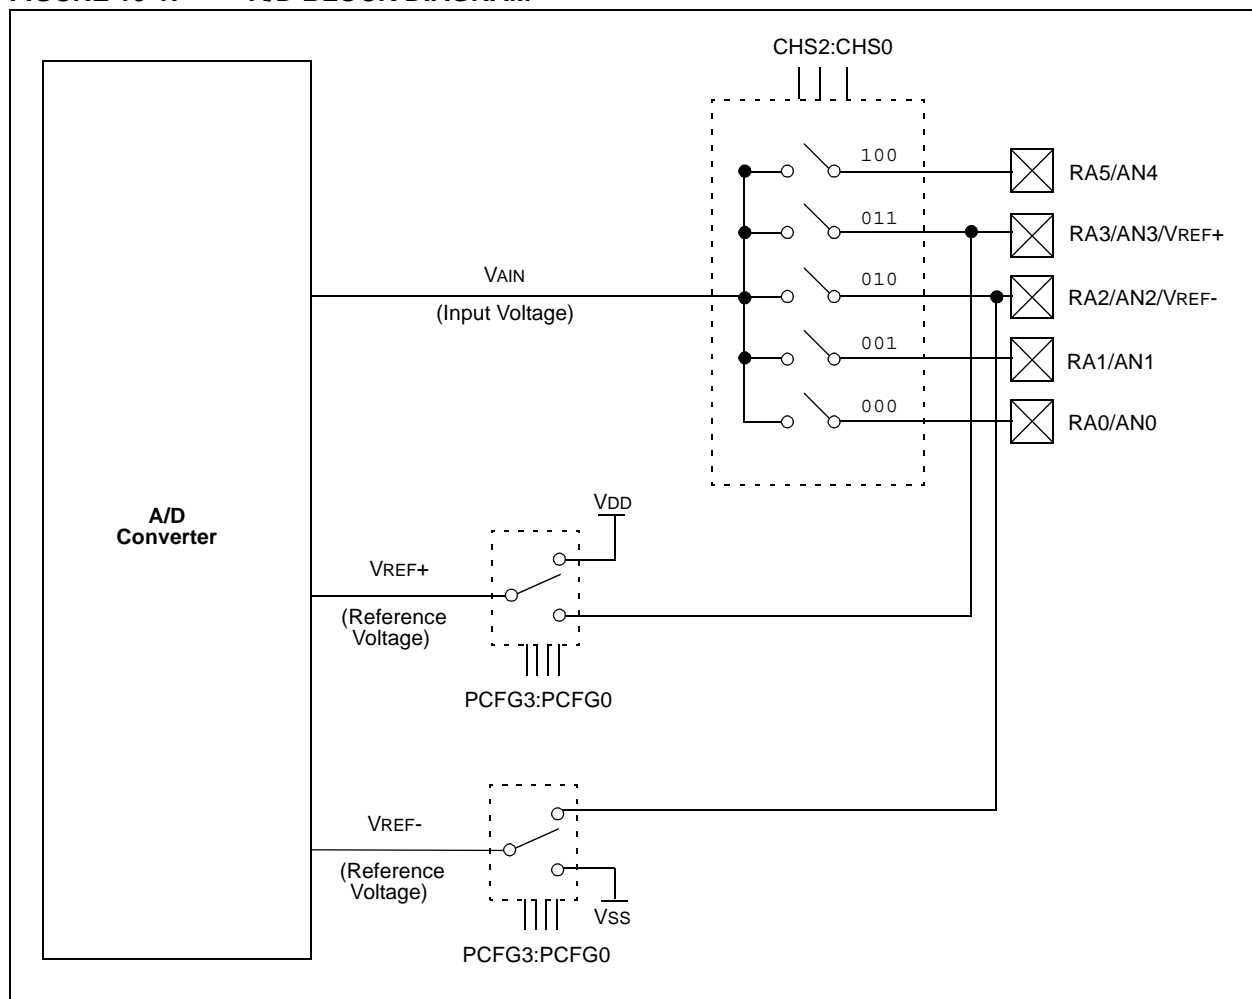 CHS2:CHS0
100
RA5/AN4
011
RA3/AN3/VREF+
VAIN
(Input Voltage)
010
RA2/AN2/VREF-
001
RA1/AN1
000
RA0/AN0
A/D
Converter
VDD
VREF+
(Reference
Voltage)
PCFG3:PCFG0
VREF-
(Reference
Voltage)
VSS
PCFG3:PCFG0